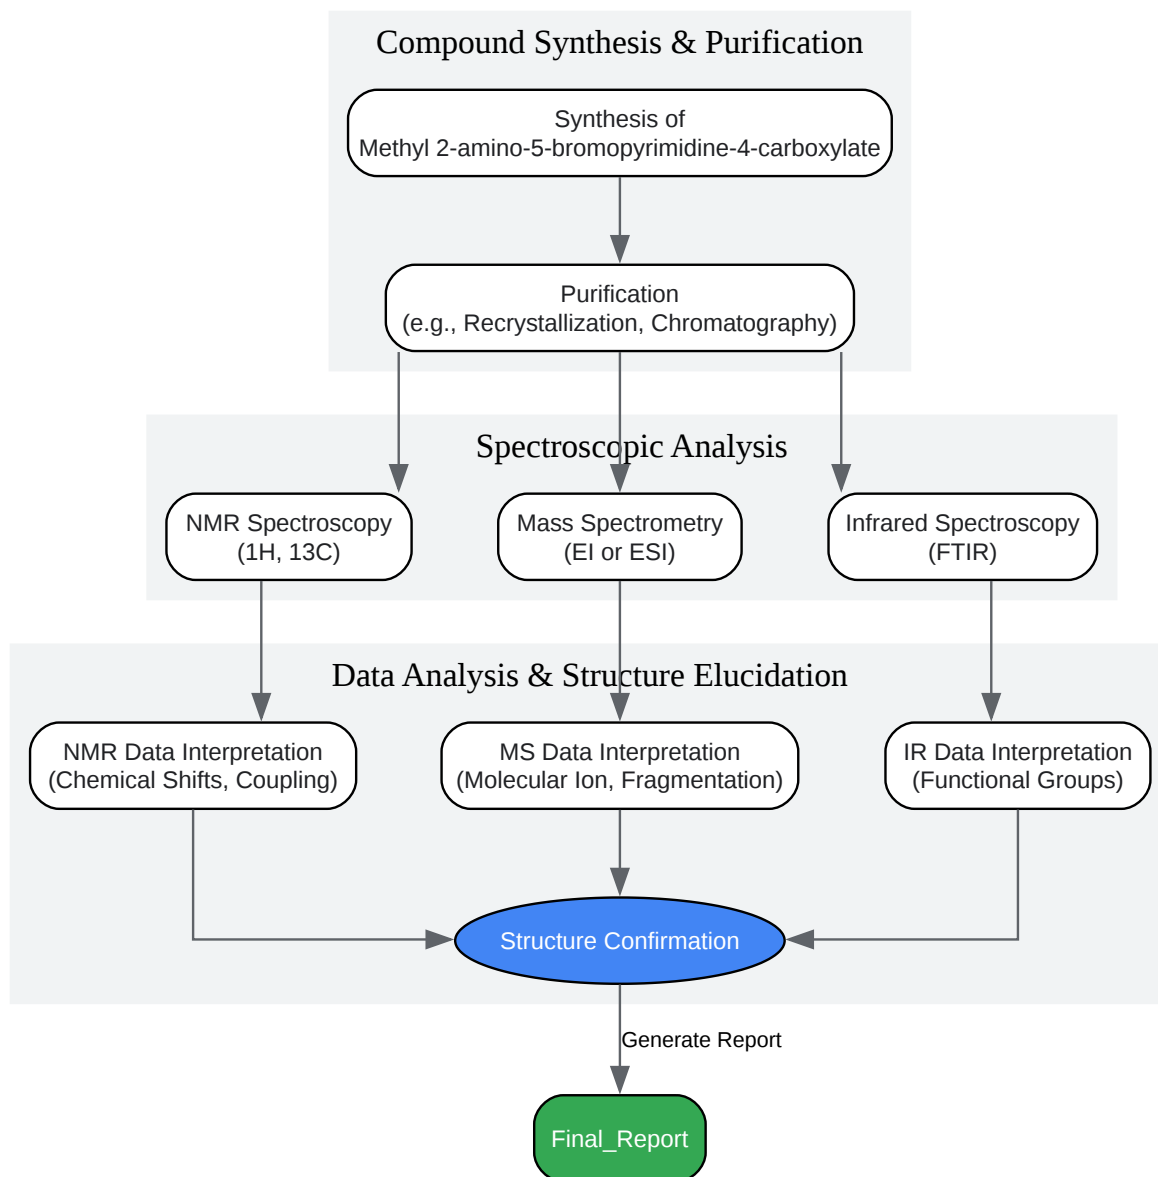 Compound Synthesis & Purification
Synthesis of
Methyl 2-amino-5-bromopyrimidine-4-carboxylate
Purification
(e.g., Recrystallization, Chromatography)
Spectroscopic Analysis
NMR Spectroscopy
(1H, 13C)
Mass Spectrometry
(EI or ESI)
Infrared Spectroscopy
(FTIR)
Data Analysis & Structure Elucidation
NMR Data Interpretation
(Chemical Shifts, Coupling)
MS Data Interpretation
(Molecular Ion, Fragmentation)
IR Data Interpretation
(Functional Groups)
Structure Confirmation
Generate Report
Final_Report